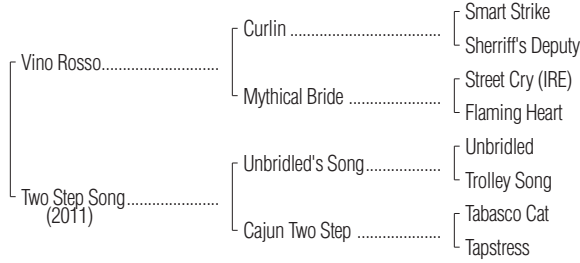 Smart Strike
Curlin ........................
Sherriff's Deputy
Vino Rosso..............................
Street Cry (IRE)
Mythical Bride .......................
Flaming Heart
Unbridled
Unbridled's Song...................
Trolley Song
Two Step Song.......................
(2011)
Tabasco Cat
Cajun Two Step .....................
Tapstress